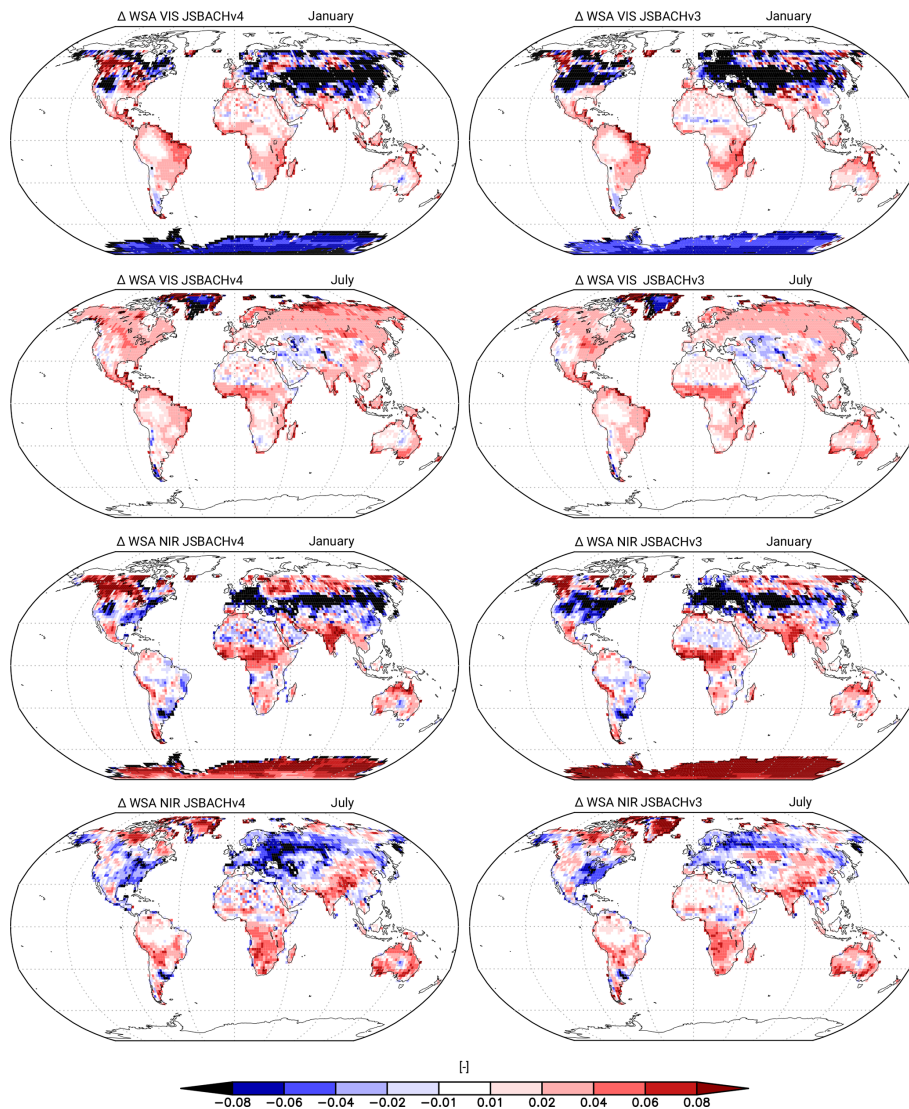 Δ WSA VIS JSBACHv4 January
Δ WSA VIS JSBACHv3 January
Δ WSA VIS JSBACHv4 July
Δ WSA VIS JSBACHv3 July
Δ WSA NIR JSBACHv4 January
Δ WSA NIR JSBACHv3 January
Δ WSA NIR JSBACHv4 July
Δ WSA NIR JSBACHv3 July
[-]
−0.08 −0.06 −0.04 −0.02 −0.01 0.01 0.02 0.04 0.06 0.08